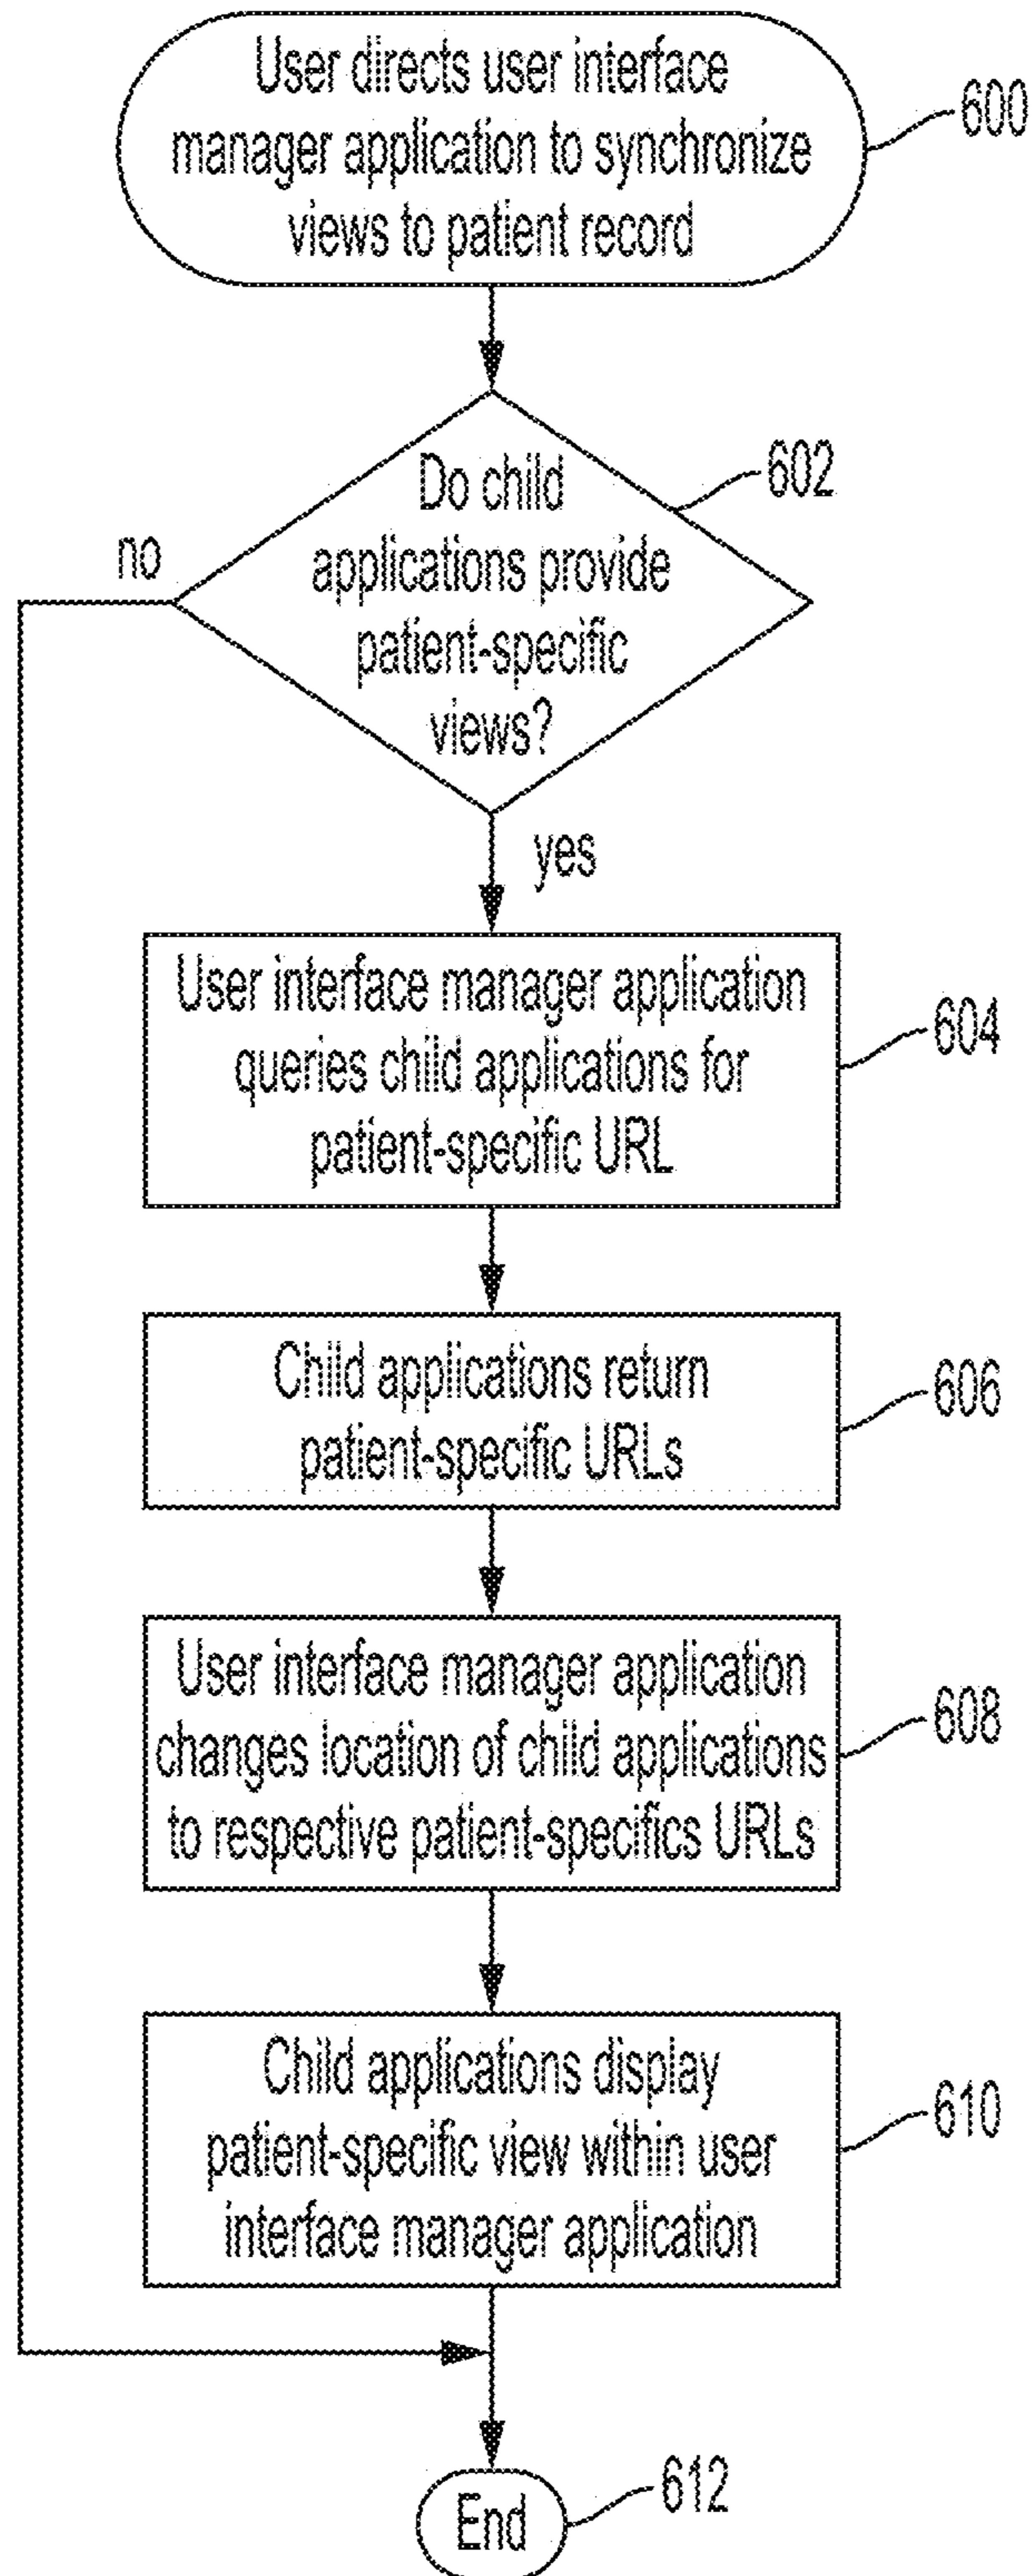 User directs user interface
manager application to synchronize
views to patient record
600
Do child
applications provide
patient-specific
views?
602
no
yes
User interface manager application
queries child applications for
patient-specific URL
604
Child applications return
patient-specific URLs
606
User interface manager application
changes location of child applications
to respective patient-specifics URLs
608
Child applications display
patient-specific view within user
interface manager application
610
End
612